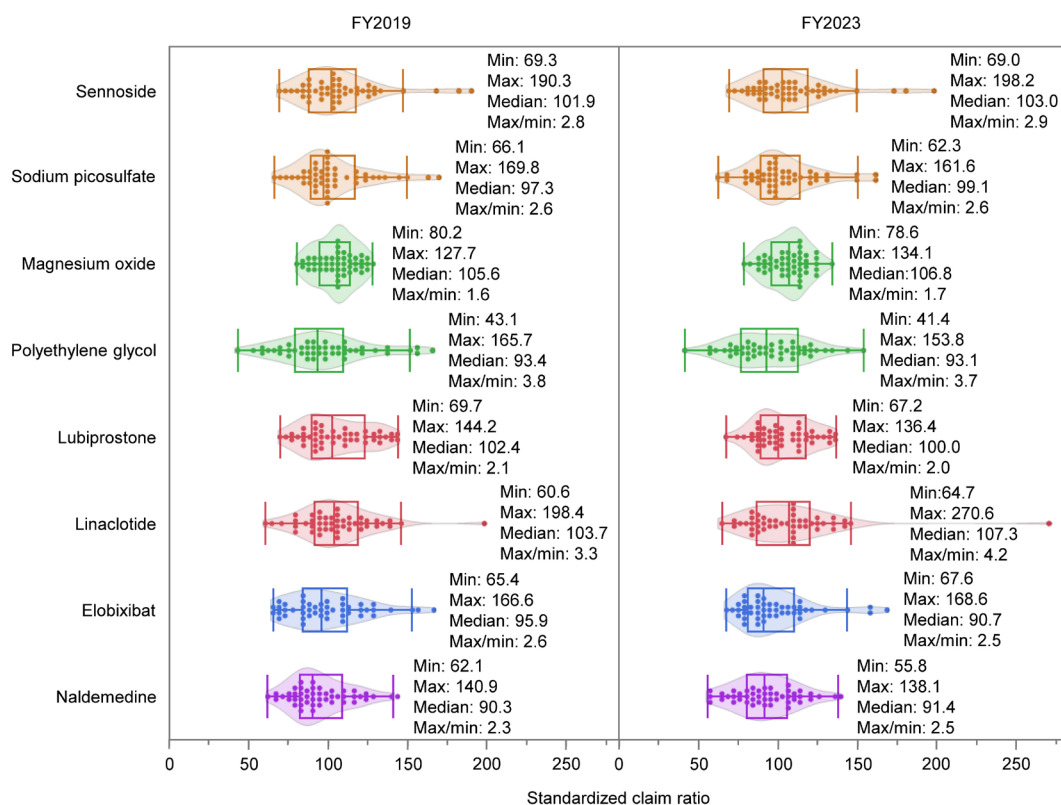 FY2019
FY2023
Sennoside
Min: 69.3
Max: 190.3
Median: 101.9
Max/min: 2.8
Min: 69.0
Max: 198.2
Median: 103.0
Max/min: 2.9
Sodium picosulfate
Min: 66.1
Max: 169.8
Median: 97.3
Max/min: 2.6
Min: 62.3
Max: 161.6
Median: 99.1
Max/min: 2.6
Magnesium oxide
Min: 80.2
Max: 127.7
Median: 105.6
Max/min: 1.6
Min: 78.6
Max: 134.1
Median:106.8
Max/min: 1.7
Polyethylene glycol
Min: 43.1
Max: 165.7
Median: 93.4
Max/min: 3.8
Min: 41.4
Max: 153.8
Median: 93.1
Max/min: 3.7
Lubiprostone
Min: 69.7
Max: 144.2
Median: 102.4
Max/min: 2.1
Min: 67.2
Max: 136.4
Median: 100.0
Max/min: 2.0
Linaclotide
Min: 60.6
Max: 198.4
Median: 103.7
Max/min: 3.3
Min:64.7
Max: 270.6
Median: 107.3
Max/min: 4.2
Elobixibat
Min: 65.4
Max: 166.6
Median: 95.9
Max/min: 2.6
Min: 67.6
Max: 168.6
Median: 90.7
Max/min: 2.5
Naldemedine
Min: 62.1
Max: 140.9
Median: 90.3
Max/min: 2.3
Min: 55.8
Max: 138.1
Median: 91.4
Max/min: 2.5
0 50 100 150 200 250 0 50 100 150 200 250
Standardized claim ratio